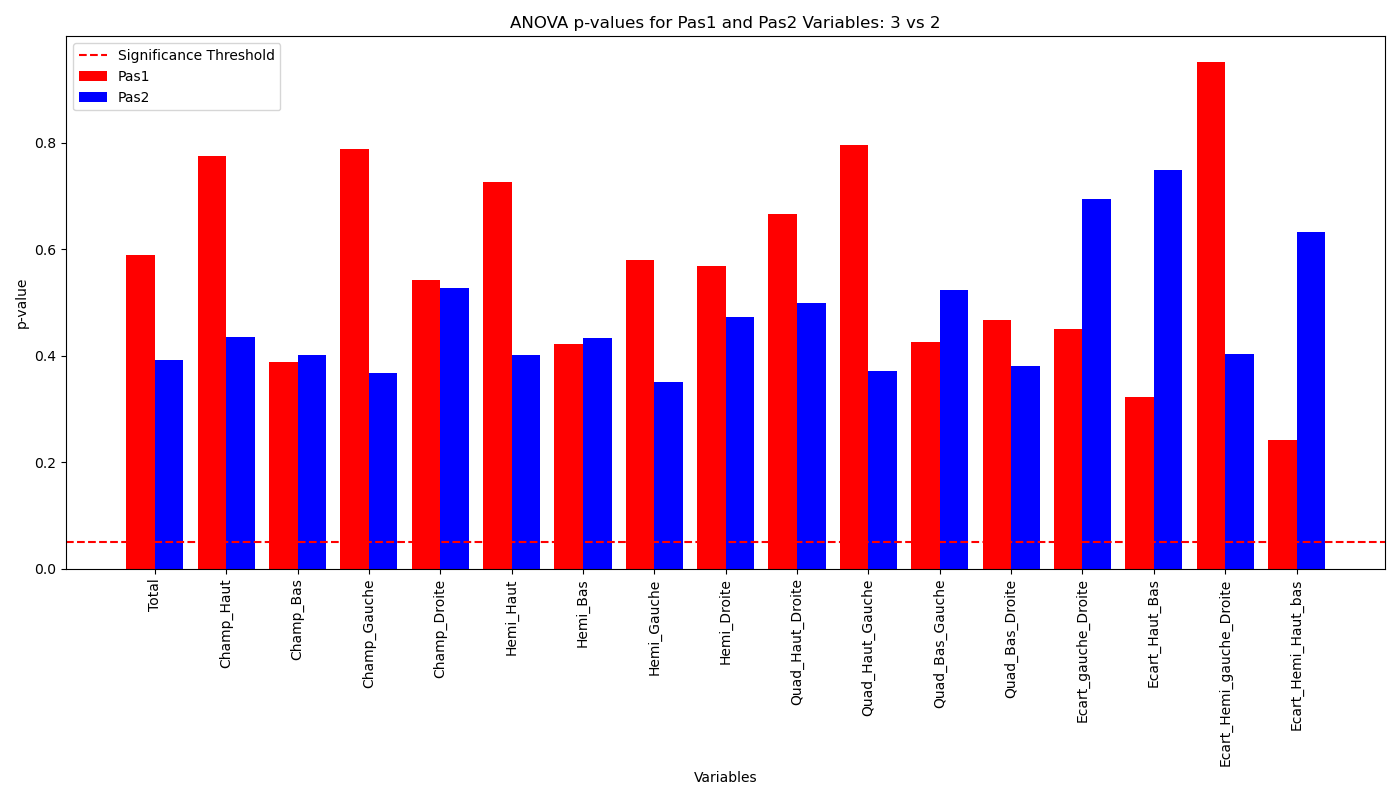 ANOVA p-values for Pas1 and Pas2 Variables: 3 vs 2
Significance Threshold
Pas1
Pas2
p-value
0.8
0.6
0.4
0.2
0.0
Total
Champ_Haut
Champ_Bas
Champ_Gauche
Champ_Droite
Hemi_Haut
Hemi_Bas
Hemi_Gauche
Hemi_Droite
Quad_Haut_Droite
Quad_Haut_Gauche
Quad_Bas_Gauche
Quad_Bas_Droite
Ecart_gauche_Droite
Ecart_Haut_Bas
Ecart_Hemi_gauche_Droite
Ecart_Hemi_Haut_bas
Variables